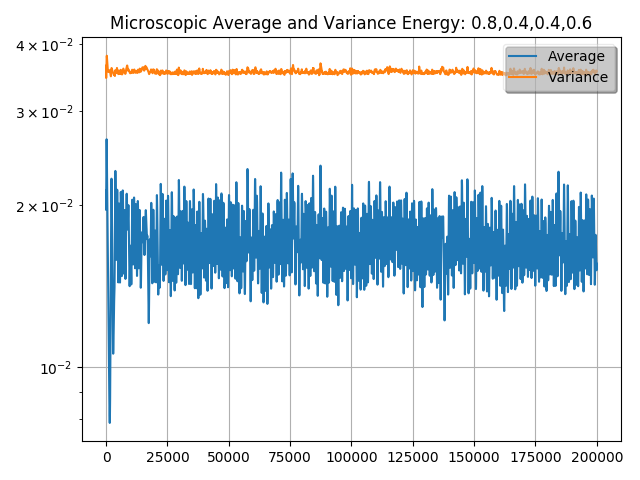 Microscopic Average and Variance Energy: 0.8,0.4,0.4,0.6
4 × 10⁻²
3 × 10⁻²
2 × 10⁻²
10⁻²
Average
Variance
0 25000 50000 75000 100000 125000 150000 175000 200000